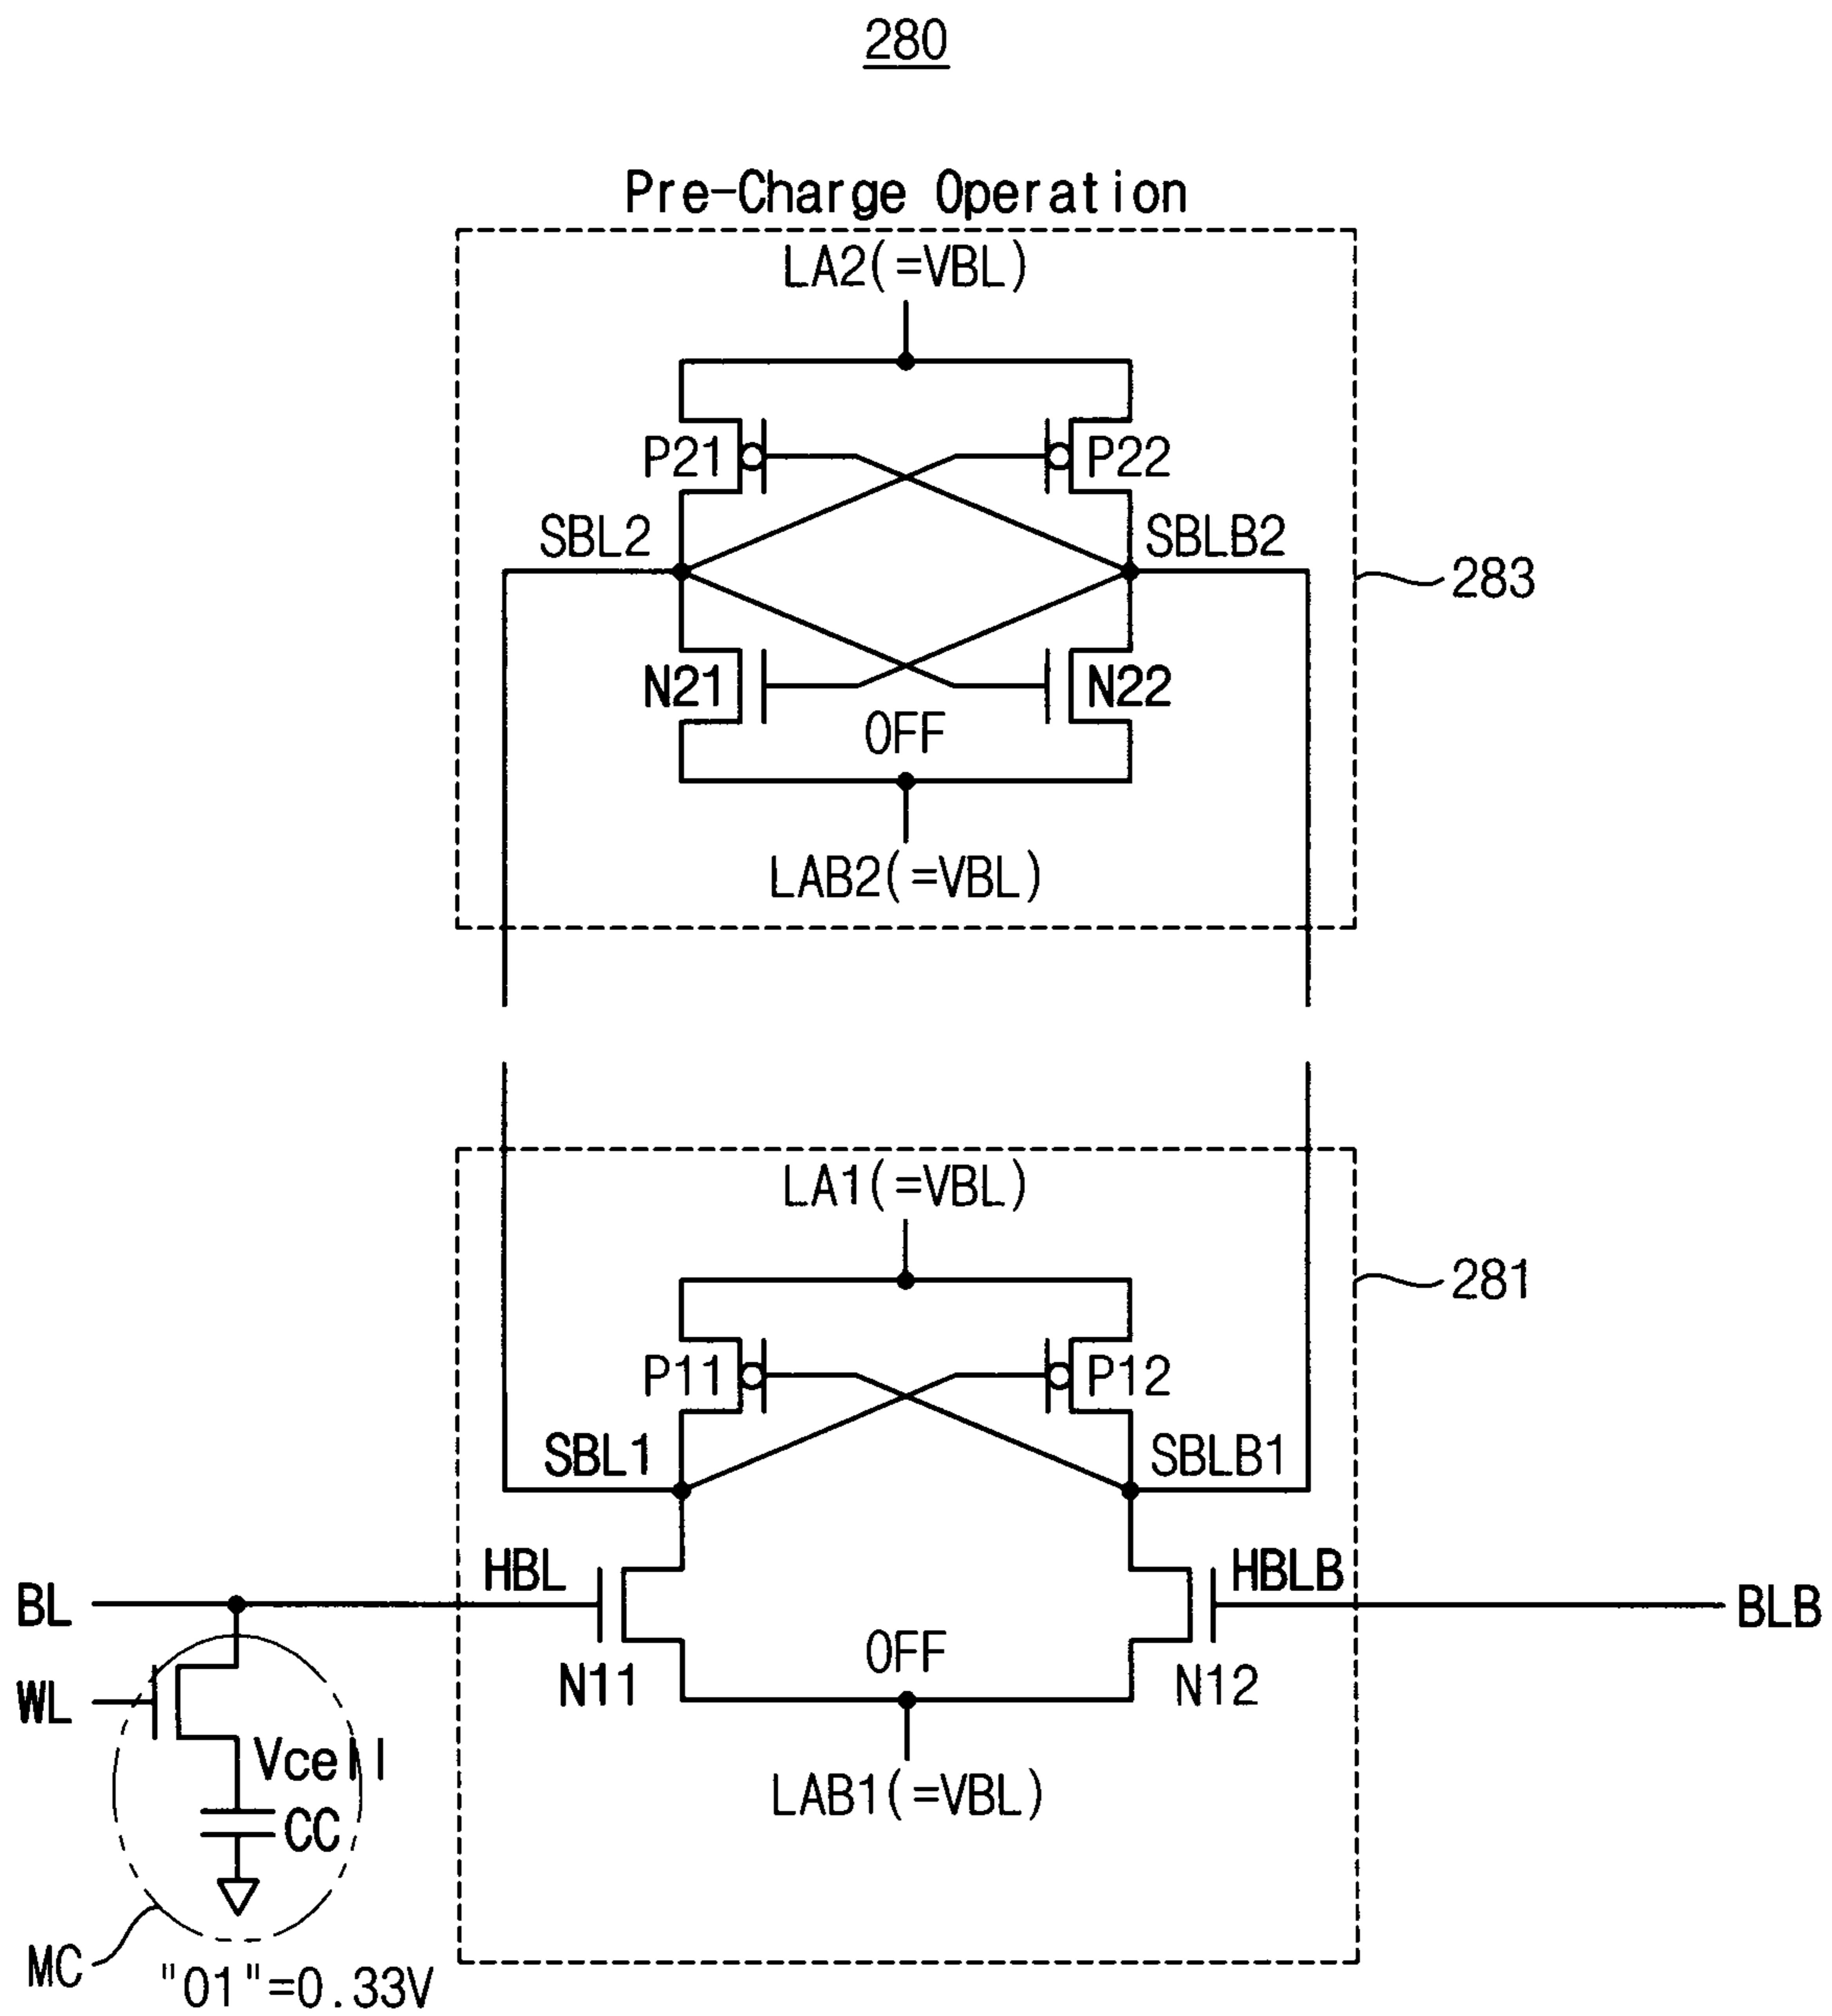 280
Pre-Charge Operation
LA2(=VBL)
P21
P22
SBL2
SBLB2
283
N21
N22
OFF
LAB2(=VBL)
LA1(=VBL)
281
P11
P12
SBL1
SBLB1
HBL
HBLB
BL
BLB
OFF
N11
N12
WL
Vcell
LAB1(=VBL)
CC
MC
"01"=0.33V